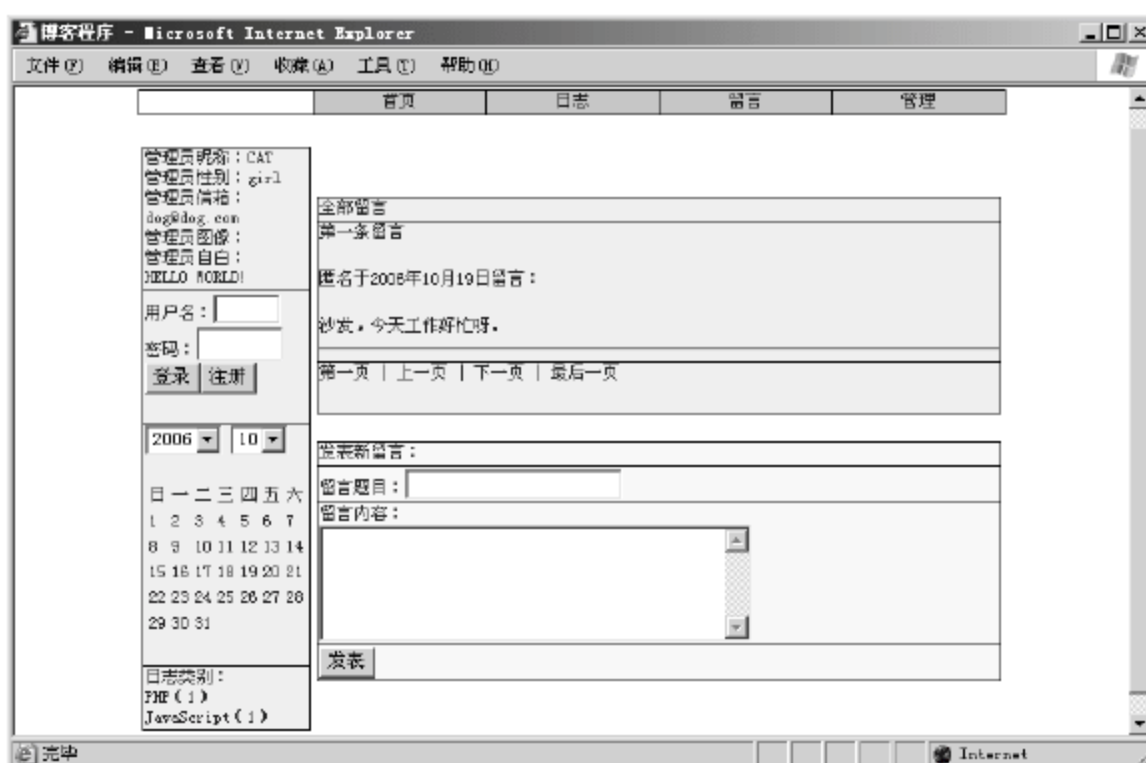 博客程序 - Microsoft Internet Explorer
文件(F) 编辑(E) 查看(V) 收藏(A) 工具(T) 帮助(H)
首页 日志 留言 管理
管理员昵称：CAT
管理员性别：girl
管理员信箱：
dog@dog.com
管理员图像：
管理员自白：
HELLO WORLD!
用户名：
密码：
登录 注册
2006 10
日 一 二 三 四 五 六
1 2 3 4 5 6 7
8 9 10 11 12 13 14
15 16 17 18 19 20 21
22 23 24 25 26 27 28
29 30 31
日志类别：
PHP（1）
JavaScript（1）
全部留言
第一条留言
匿名于2006年10月19日留言：
沙发，今天工作好忙呀。
第一页 | 上一页 | 下一页 | 最后一页
发表新留言：
留言题目：
留言内容：
发表
完毕 Internet